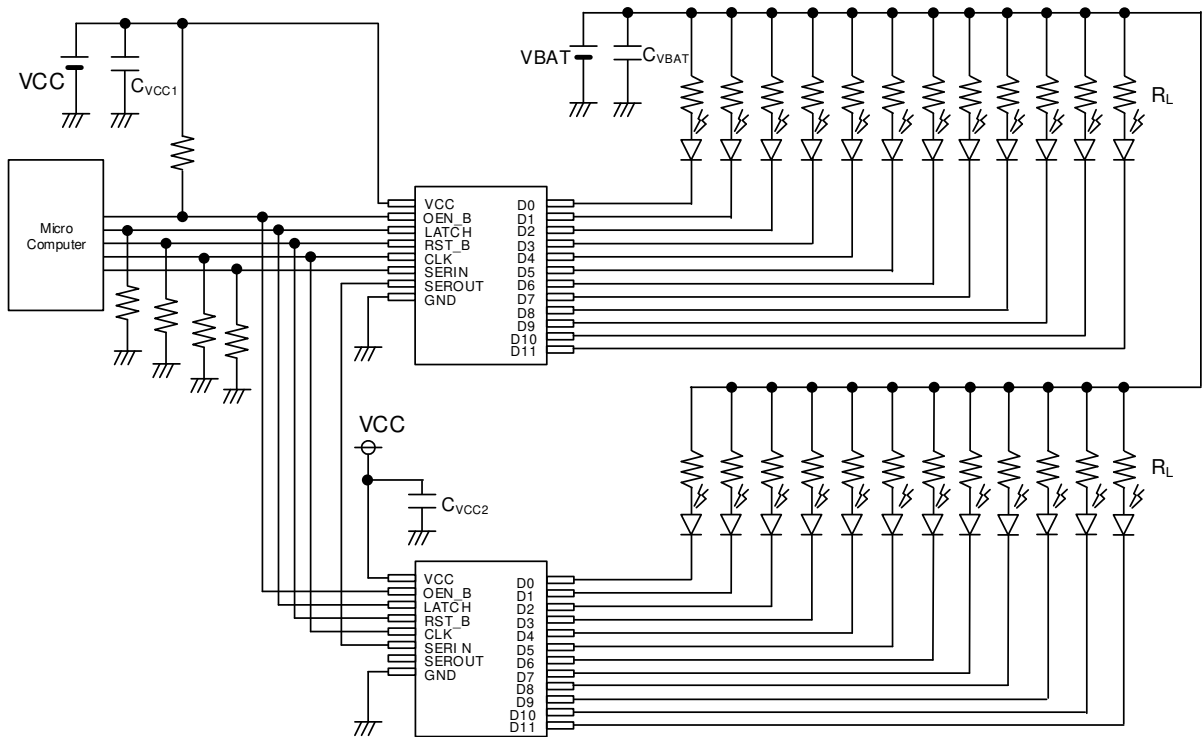 VCC
CVCC1
VBAT
CVBAT
RL
Micro
Computer
VCC
OEN_B
LATCH
RST_B
CLK
SERIN
SEROUT
GND
D0
D1
D2
D3
D4
D5
D6
D7
D8
D9
D10
D11
VCC
CVCC2
RL
VCC
OEN_B
LATCH
RST_B
CLK
SERIN
SEROUT
GND
D0
D1
D2
D3
D4
D5
D6
D7
D8
D9
D10
D11